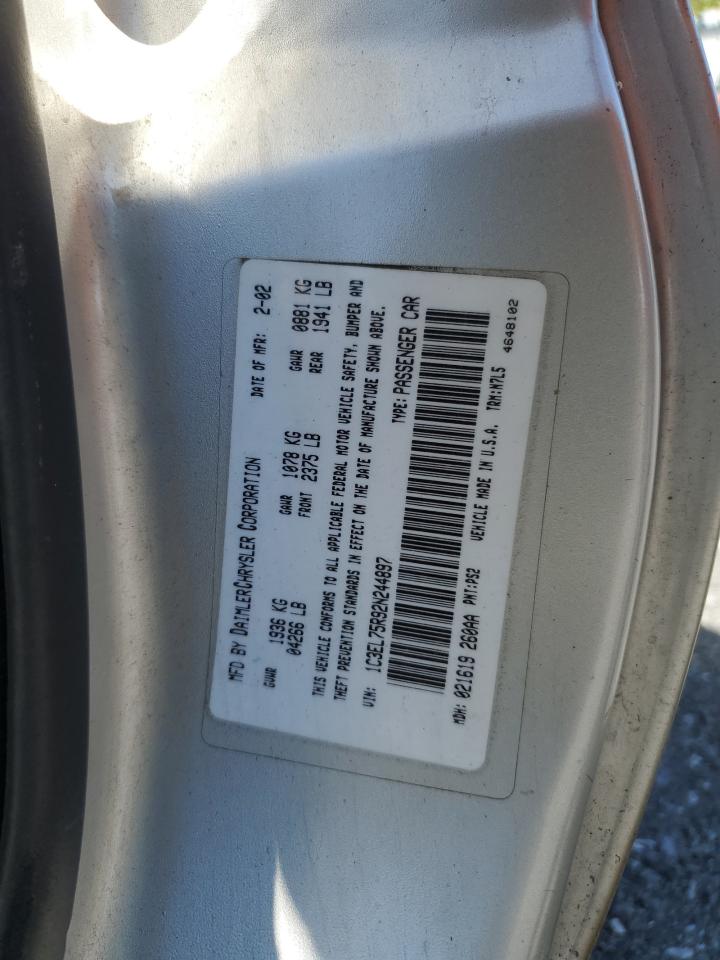 MFD BY DAIMLERCHRYSLER CORPORATION DATE OF MFR: 2-02
GVWR 1936 KG GAWR 1078 KG GAWR 0881 KG
04266 LB FRONT 2375 LB REAR 1941 LB
THIS VEHICLE CONFORMS TO ALL APPLICABLE FEDERAL MOTOR VEHICLE SAFETY, BUMPER AND
THEFT PREVENTION STANDARDS IN EFFECT ON THE DATE OF MANUFACTURE SHOWN ABOVE.
VIN: 1C3EL75R92N244897 TYPE: PASSENGER CAR
MDH: 021619 260AA PNT:PS2 VEHICLE MADE IN U.S.A. TRM:N7L5
4648102